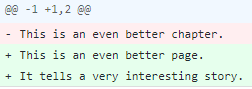 @@ -1 +1,2 @@
- This is an even better chapter.
+ This is an even better page.
+ It tells a very interesting story.